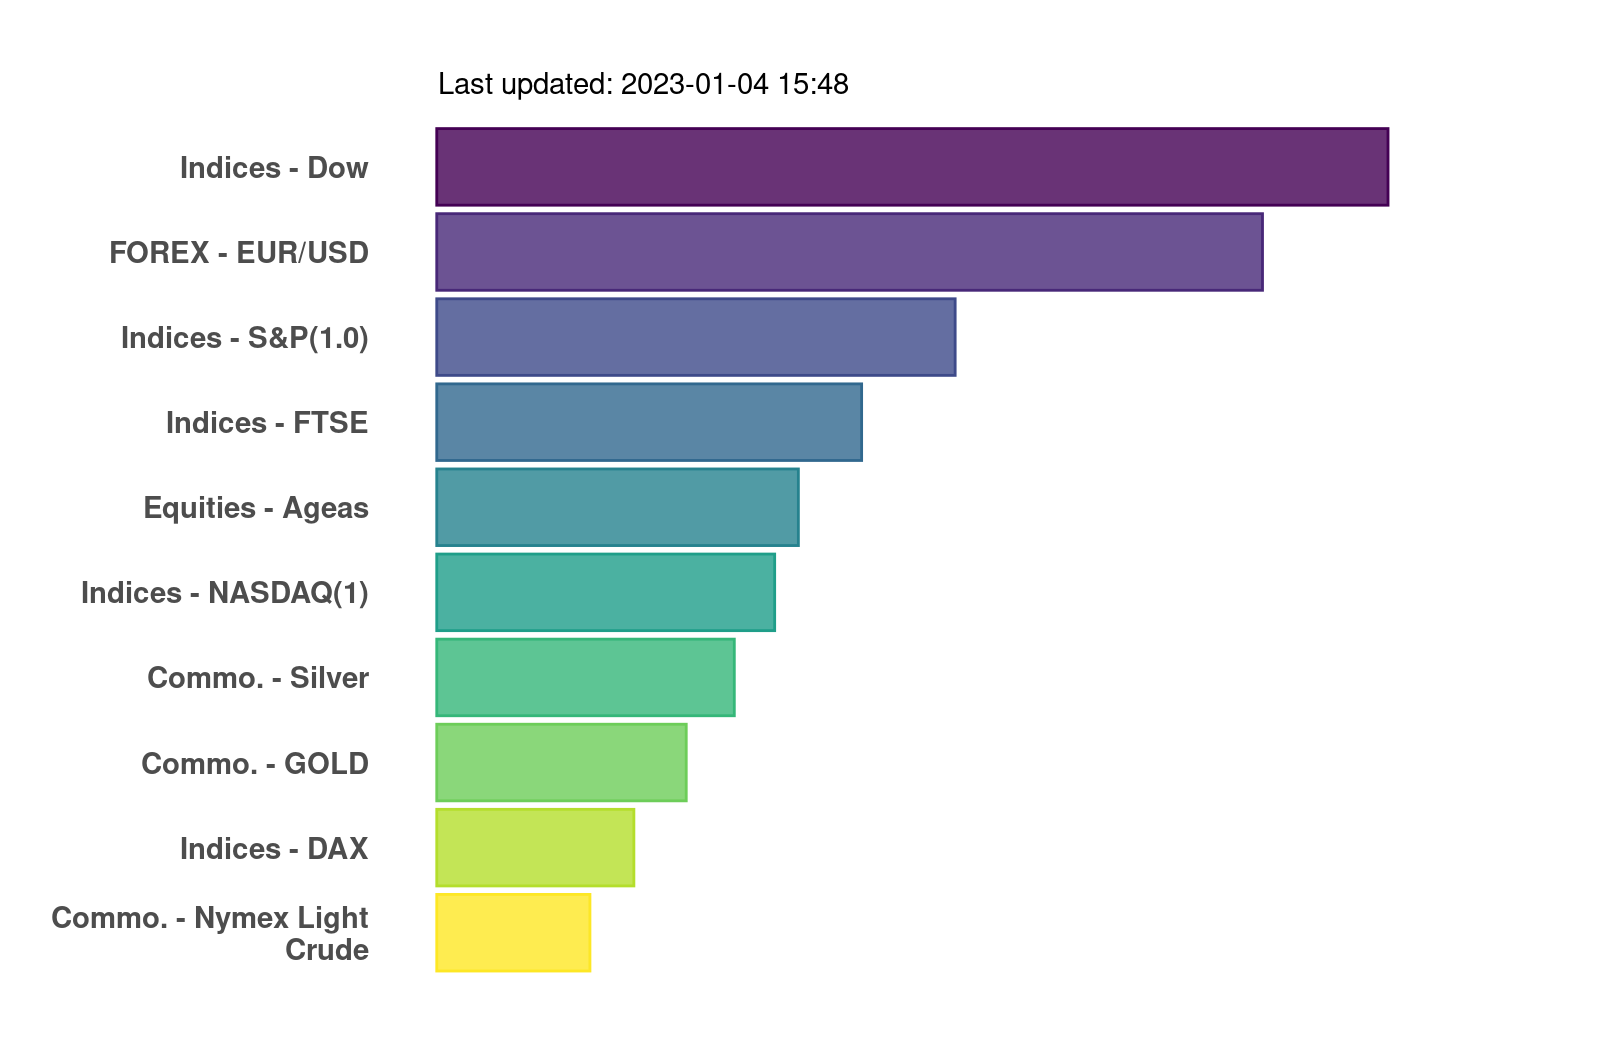 Last updated: 2023-01-04 15:48
Indices - Dow
FOREX - EUR/USD
Indices - S&P(1.0)
Indices - FTSE
Equities - Ageas
Indices - NASDAQ(1)
Commo. - Silver
Commo. - GOLD
Indices - DAX
Commo. - Nymex Light
Crude